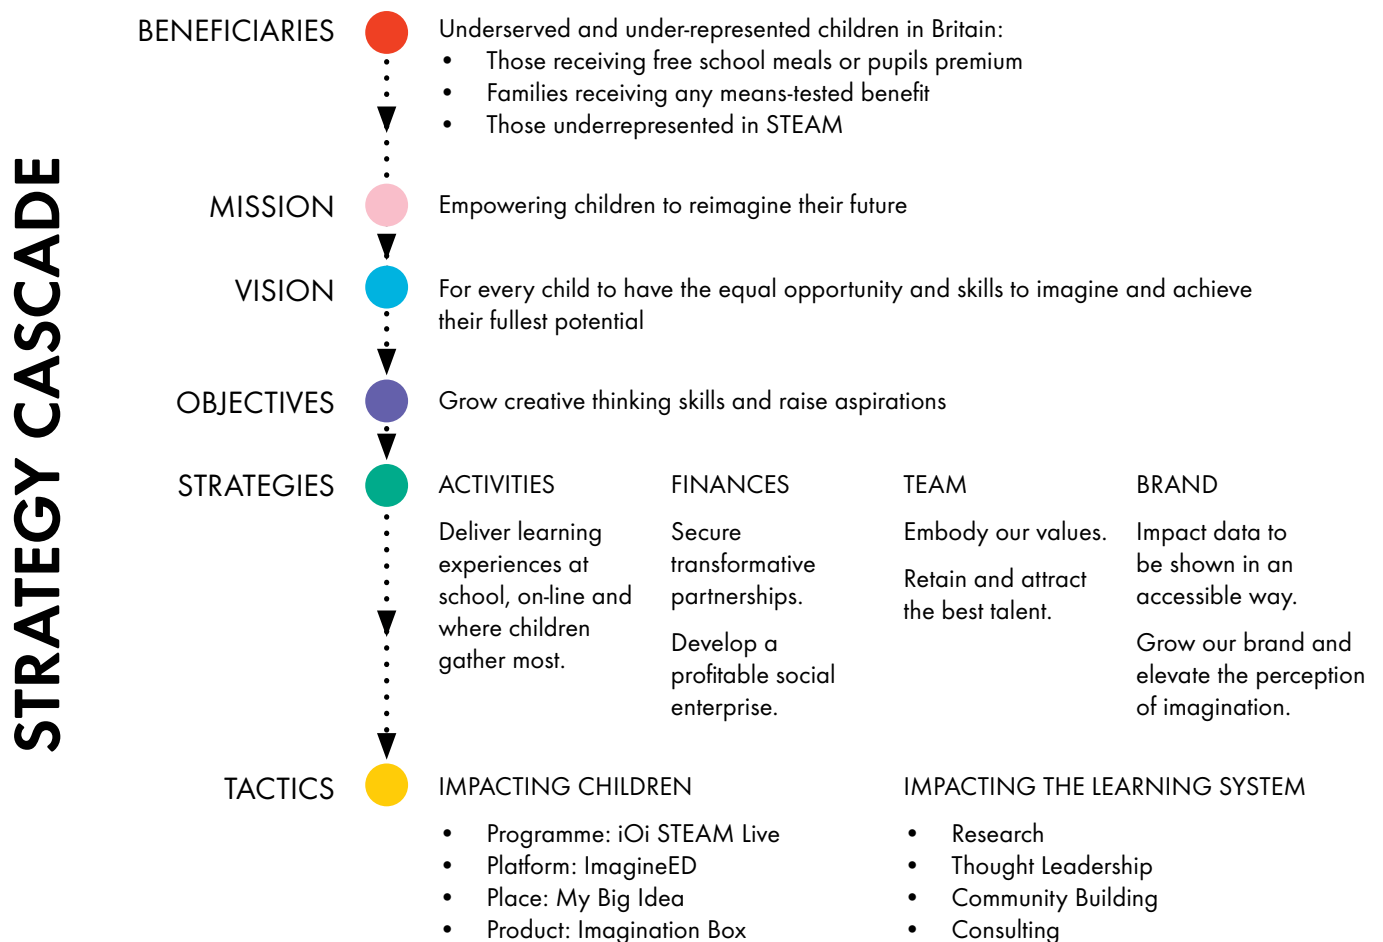 STRATEGY CASCADE
BENEFICIARIES
Underserved and under-represented children in Britain:
• Those receiving free school meals or pupils premium
• Families receiving any means-tested benefit
• Those underrepresented in STEAM
MISSION
Empowering children to reimagine their future
VISION
For every child to have the equal opportunity and skills to imagine and achieve
their fullest potential
OBJECTIVES
Grow creative thinking skills and raise aspirations
STRATEGIES
ACTIVITIES
Deliver learning
experiences at
school, on-line and
where children
gather most.
FINANCES
Secure
transformative
partnerships.
Develop a
profitable social
enterprise.
TEAM
Embody our values.
Retain and attract
the best talent.
BRAND
Impact data to
be shown in an
accessible way.
Grow our brand and
elevate the perception
of imagination.
TACTICS
IMPACTING CHILDREN
• Programme: iOi STEAM Live
• Platform: ImagineED
• Place: My Big Idea
• Product: Imagination Box
IMPACTING THE LEARNING SYSTEM
• Research
• Thought Leadership
• Community Building
• Consulting